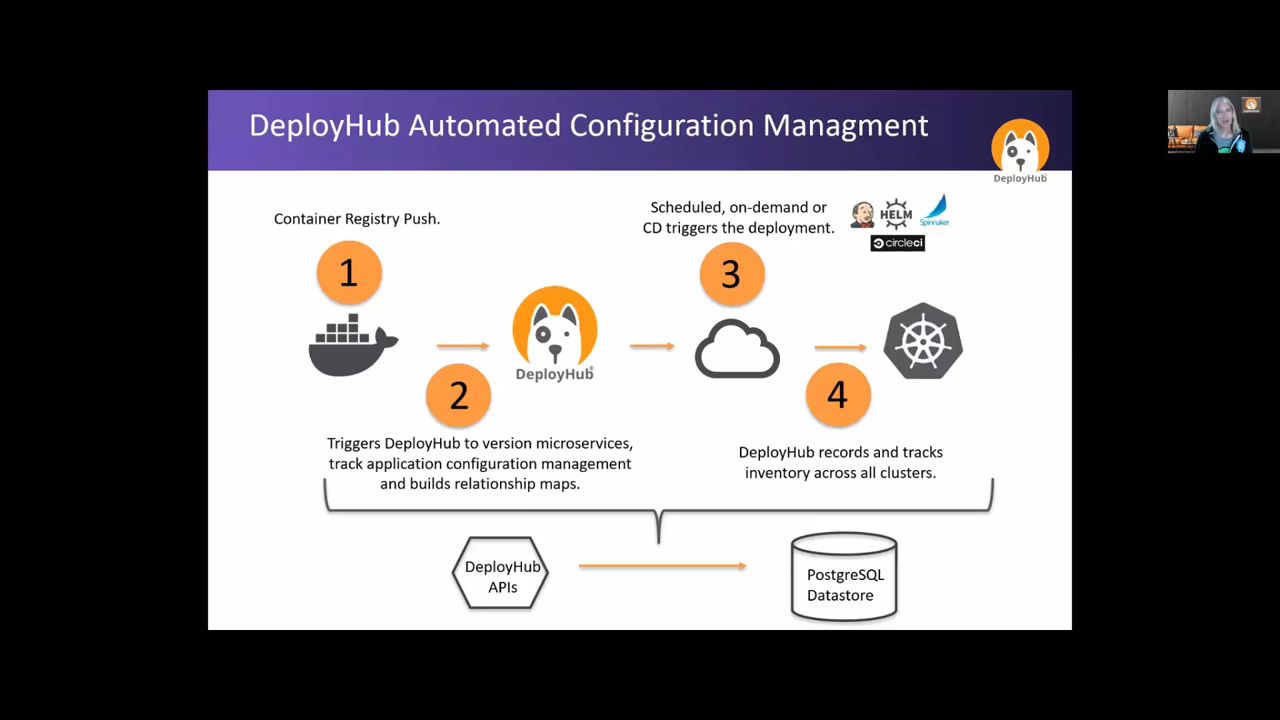 DeployHub Automated Configuration Managment
DeployHub
Container Registry Push.
1
Scheduled, on-demand or
CD triggers the deployment.
HELM
Spinnaker
circleci
3
DeployHub
2
4
Triggers DeployHub to version microservices,
track application configuration management
and builds relationship maps.
DeployHub records and tracks
inventory across all clusters.
DeployHub
APIs
PostgreSQL
Datastore